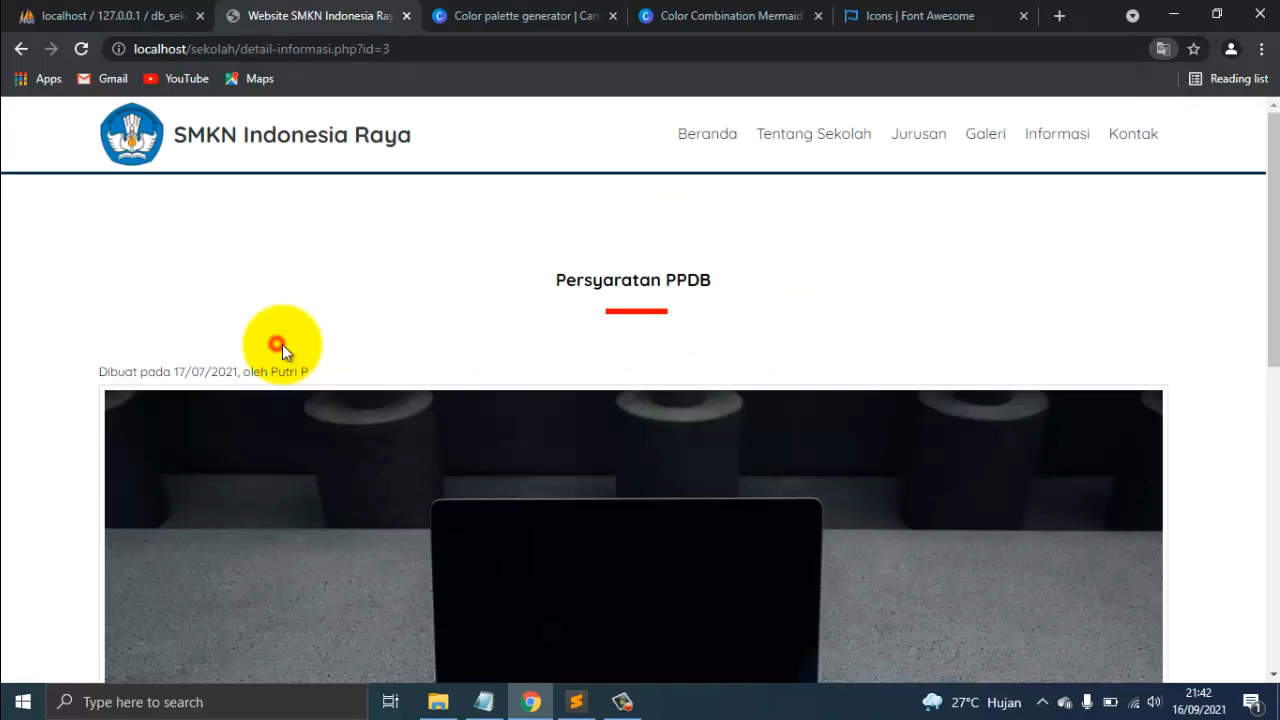 localhost / 127.0.0.1 / db_sek
Website SMKN Indonesia Ray
Color palette generator | Can
Color Combination Mermaid
Icons | Font Awesome
localhost/sekolah/detail-informasi.php?id=3
Apps
Gmail
YouTube
Maps
Reading list
SMKN Indonesia Raya
Beranda
Tentang Sekolah
Jurusan
Galeri
Informasi
Kontak
Persyaratan PPDB
Dibuat pada 17/07/2021, oleh Putri P
Type here to search
27°C Hujan
21:42
16/09/2021
1